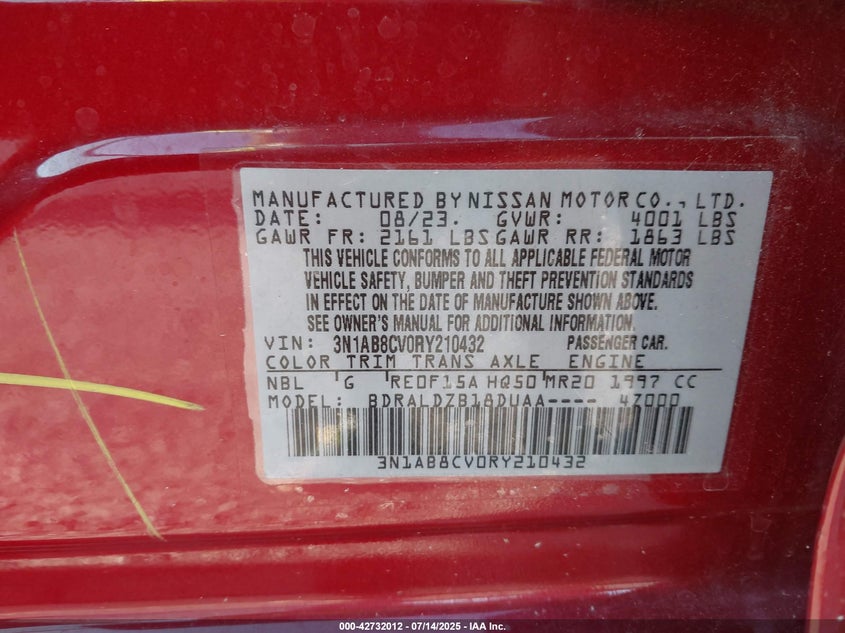 MANUFACTURED BY NISSAN MOTOR CO., LTD.
DATE: 08/23. GVWR: 4001 LBS
GAWR FR: 2161 LBS GAWR RR: 1863 LBS
THIS VEHICLE CONFORMS TO ALL APPLICABLE FEDERAL MOTOR
VEHICLE SAFETY, BUMPER AND THEFT PREVENTION STANDARDS
IN EFFECT ON THE DATE OF MANUFACTURE SHOWN ABOVE.
SEE OWNER'S MANUAL FOR ADDITIONAL INFORMATION.
VIN: 3N1AB8CV0RY210432 PASSENGER CAR.
COLOR TRIM TRANS AXLE ENGINE
NBL G RE0F15A HQ50 MR20 1997 CC
MODEL: BDRALDZB18DUAA---- 4Z000
3N1AB8CV0RY210432
000-42732012 - 07/14/2025 - IAA Inc.